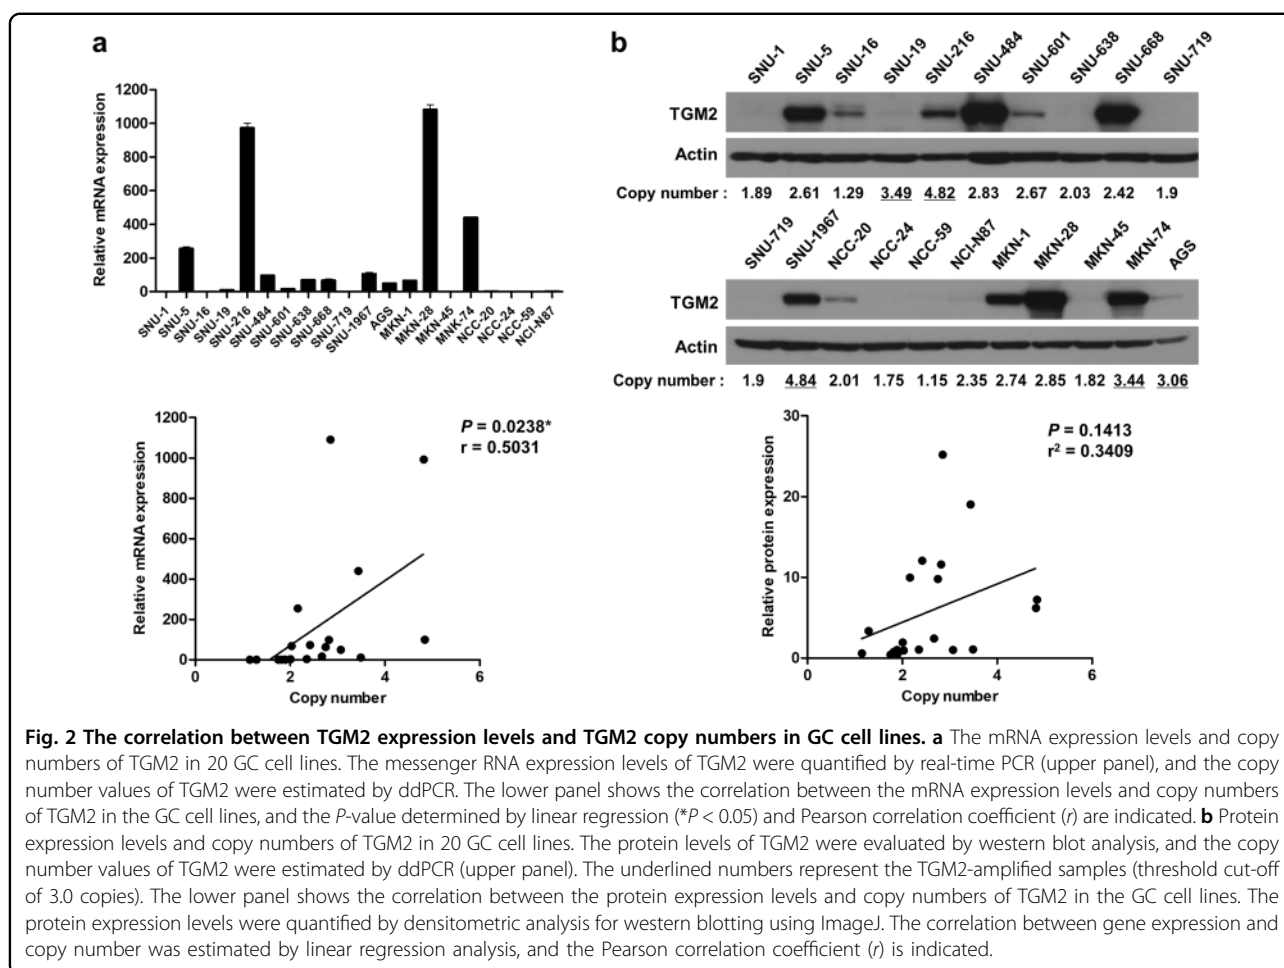 a
1200
1000
800
600
400
200
0
Relative mRNA expression
SNU-1
SNU-5
SNU-16
SNU-19
SNU-216
SNU-484
SNU-601
SNU-638
SNU-668
SNU-719
SNU-1967
AGS
MKN-1
MKN-28
MKN-45
MNK-74
NCC-20
NCC-24
NCC-59
NCI-N87
1200
1000
800
600
400
200
0
Relative mRNA expression
P = 0.0238*
r = 0.5031
0 2 4 6
Copy number
b
SNU-1 SNU-5 SNU-16 SNU-19 SNU-216 SNU-484 SNU-601 SNU-638 SNU-668 SNU-719
TGM2
Actin
Copy number : 1.89 2.61 1.29 3.49 4.82 2.83 2.67 2.03 2.42 1.9
SNU-719 SNU-1967 NCC-20 NCC-24 NCC-59 NCI-N87 MKN-1 MKN-28 MKN-45 MKN-74 AGS
TGM2
Actin
Copy number : 1.9 4.84 2.01 1.75 1.15 2.35 2.74 2.85 1.82 3.44 3.06
30
20
10
0
Relative protein expression
P = 0.1413
r² = 0.3409
0 2 4 6
Copy number
Fig. 2 The correlation between TGM2 expression levels and TGM2 copy numbers in GC cell lines. a The mRNA expression levels and copy
numbers of TGM2 in 20 GC cell lines. The messenger RNA expression levels of TGM2 were quantified by real-time PCR (upper panel), and the copy
number values of TGM2 were estimated by ddPCR. The lower panel shows the correlation between the mRNA expression levels and copy numbers
of TGM2 in the GC cell lines, and the P-value determined by linear regression (*P < 0.05) and Pearson correlation coefficient (r) are indicated. b Protein
expression levels and copy numbers of TGM2 in 20 GC cell lines. The protein levels of TGM2 were evaluated by western blot analysis, and the copy
number values of TGM2 were estimated by ddPCR (upper panel). The underlined numbers represent the TGM2-amplified samples (threshold cut-off
of 3.0 copies). The lower panel shows the correlation between the protein expression levels and copy numbers of TGM2 in the GC cell lines. The
protein expression levels were quantified by densitometric analysis for western blotting using ImageJ. The correlation between gene expression and
copy number was estimated by linear regression analysis, and the Pearson correlation coefficient (r) is indicated.